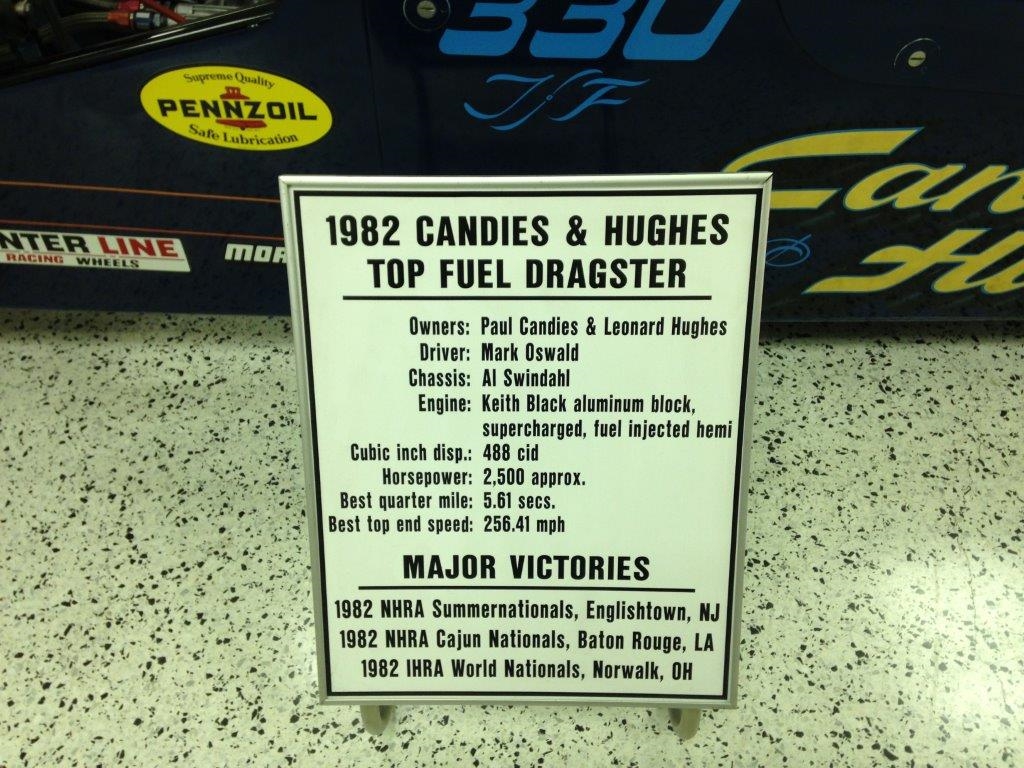 330
TSF
Supreme Quality
PENNZOIL
Safe Lubrication
NTER LINE
RACING WHEELS
1982 CANDIES & HUGHES
TOP FUEL DRAGSTER
Owners: Paul Candies & Leonard Hughes
Driver: Mark Oswald
Chassis: Al Swindahl
Engine: Keith Black aluminum block,
supercharged, fuel injected hemi
Cubic inch disp.: 488 cid
Horsepower: 2,500 approx.
Best quarter mile: 5.61 secs.
Best top end speed: 256.41 mph
MAJOR VICTORIES
1982 NHRA Summernationals, Englishtown, NJ
1982 NHRA Cajun Nationals, Baton Rouge, LA
1982 IHRA World Nationals, Norwalk, OH